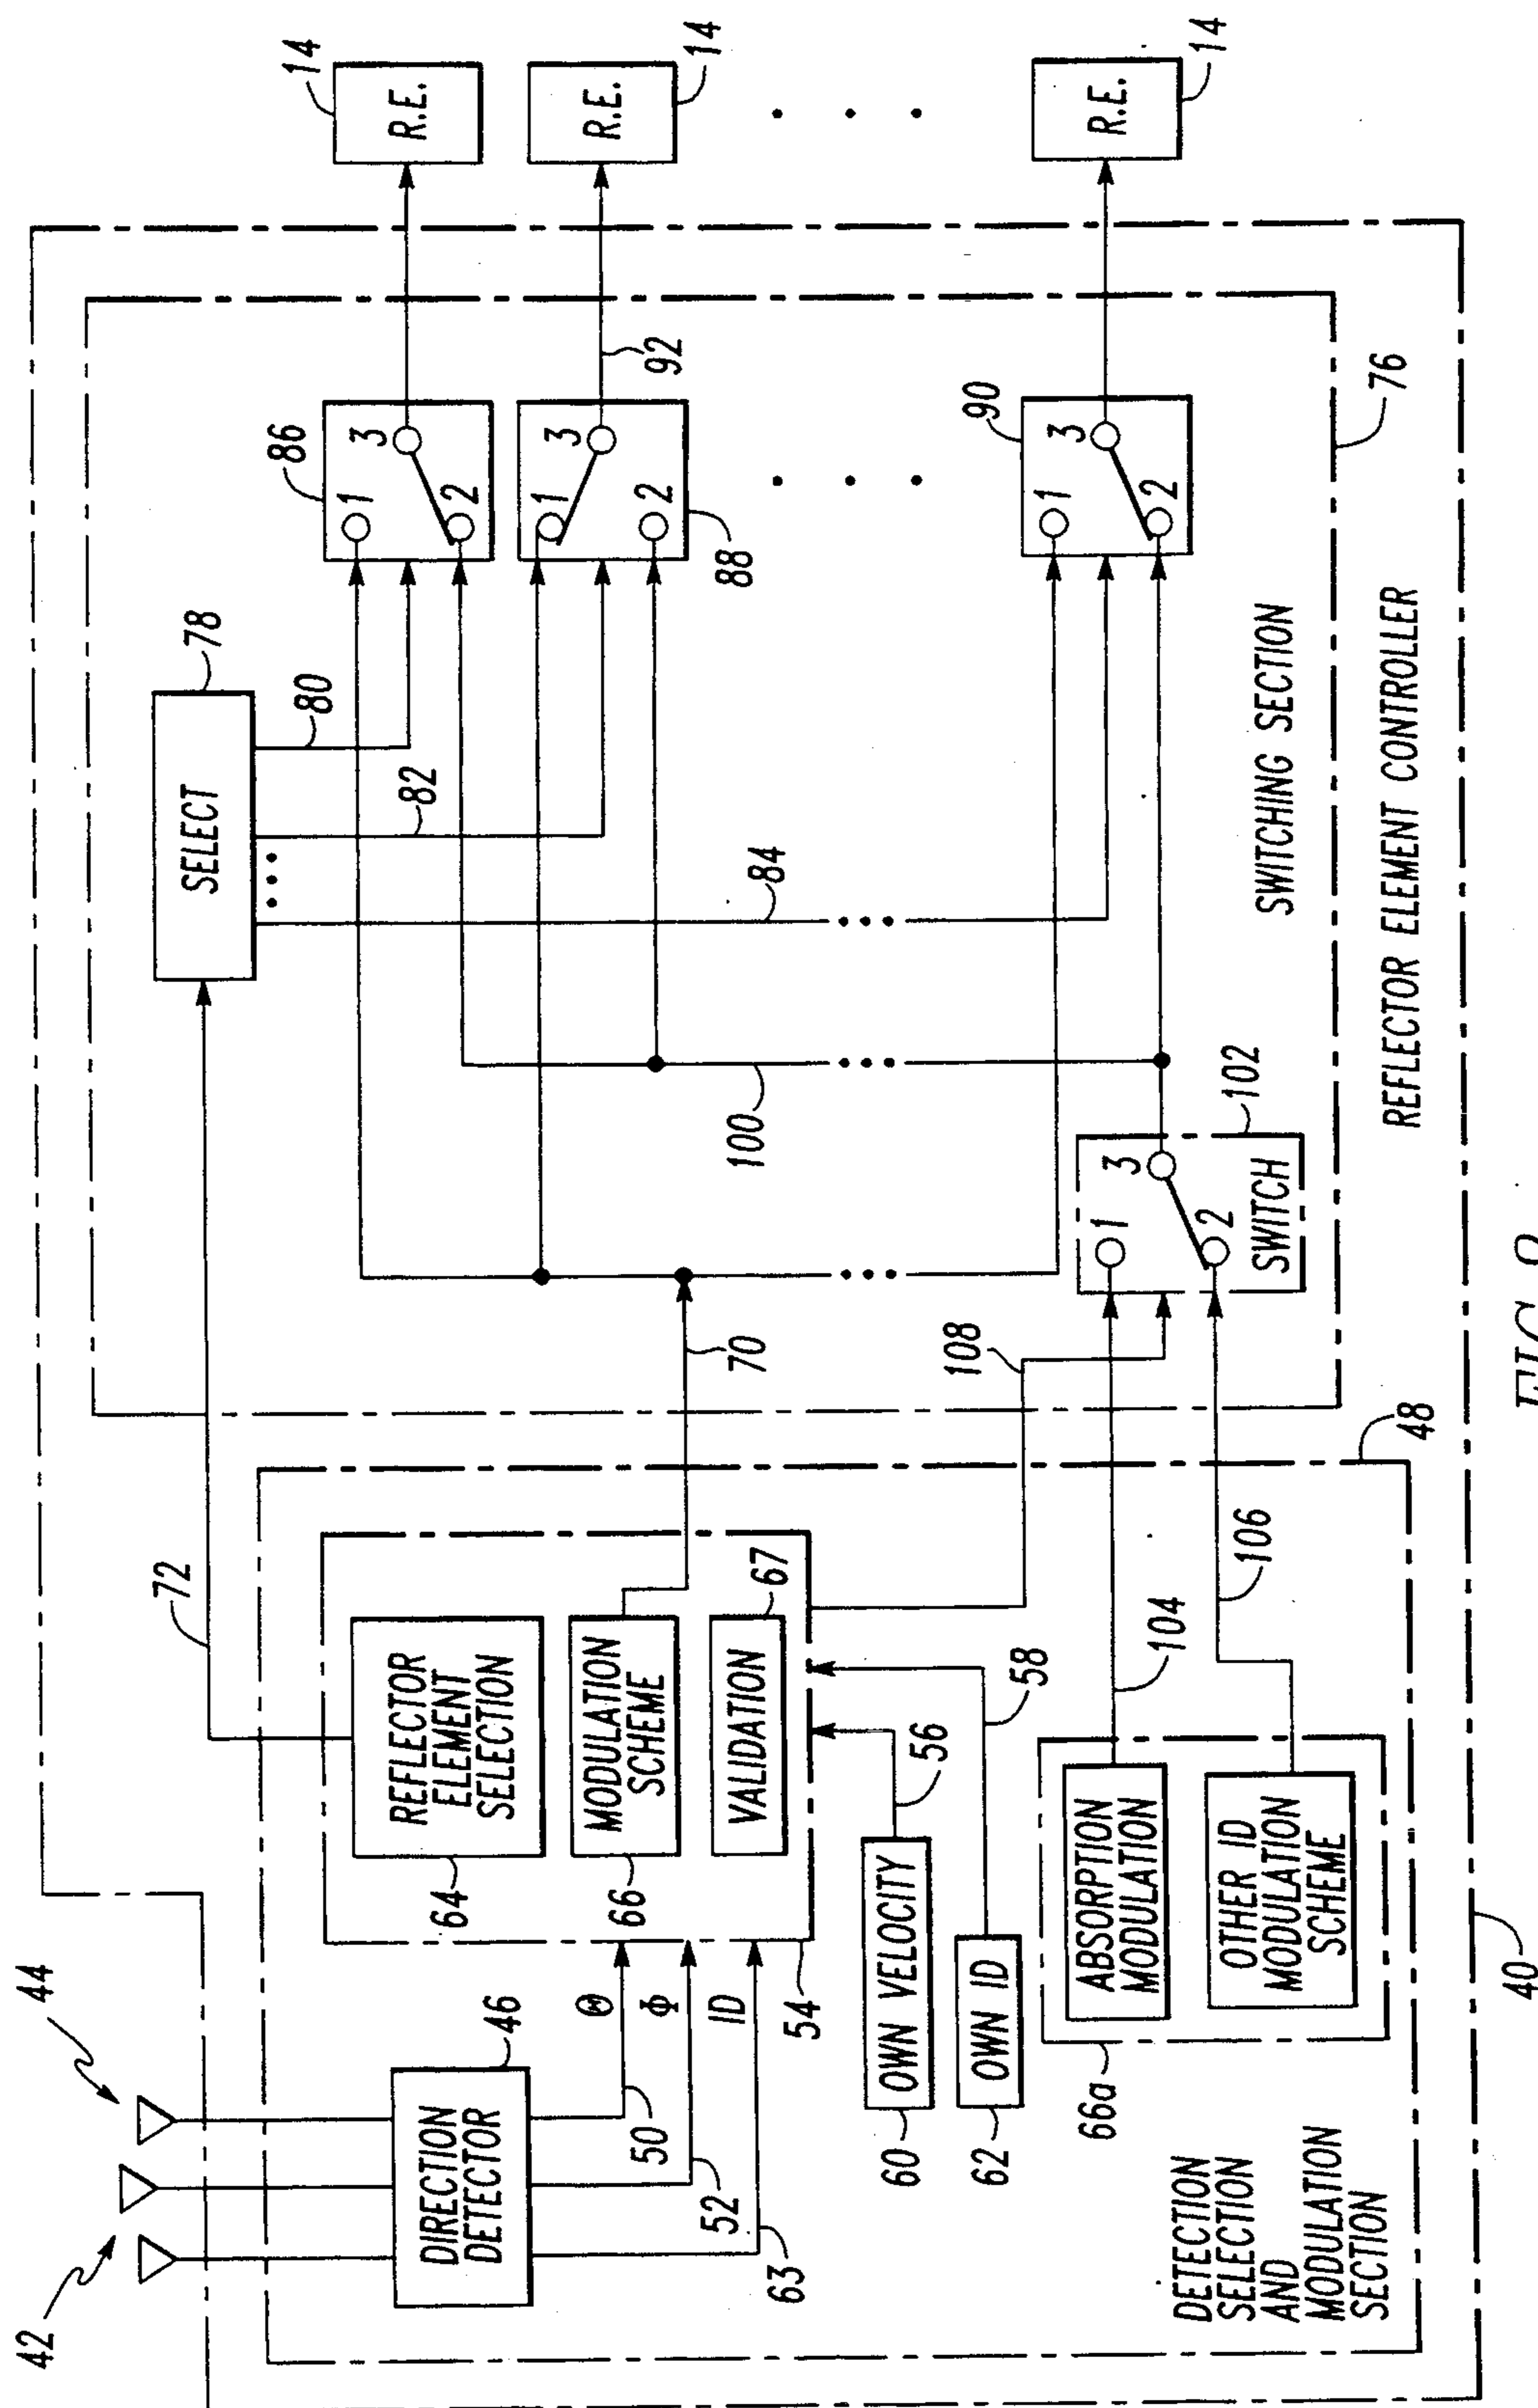 42
44
DIRECTION
DETECTOR
46
50
52
63
Θ
Φ
ID
54
REFLECTOR
ELEMENT
SELECTION
64
MODULATION
SCHEME
66
VALIDATION
67
72
70
OWN VELOCITY
60
56
OWN ID
62
58
ABSORPTION
MODULATION
OTHER ID
MODULATION
SCHEME
66a
104
106
108
DETECTION
SELECTION
AND
MODULATION
SECTION
48
40
SELECT
78
80
82
84
100
1
2
3
SWITCH
102
86
1
2
3
88
1
2
3
92
90
1
2
3
R.E.
14
R.E.
14
R.E.
14
SWITCHING SECTION
76
REFLECTOR ELEMENT CONTROLLER